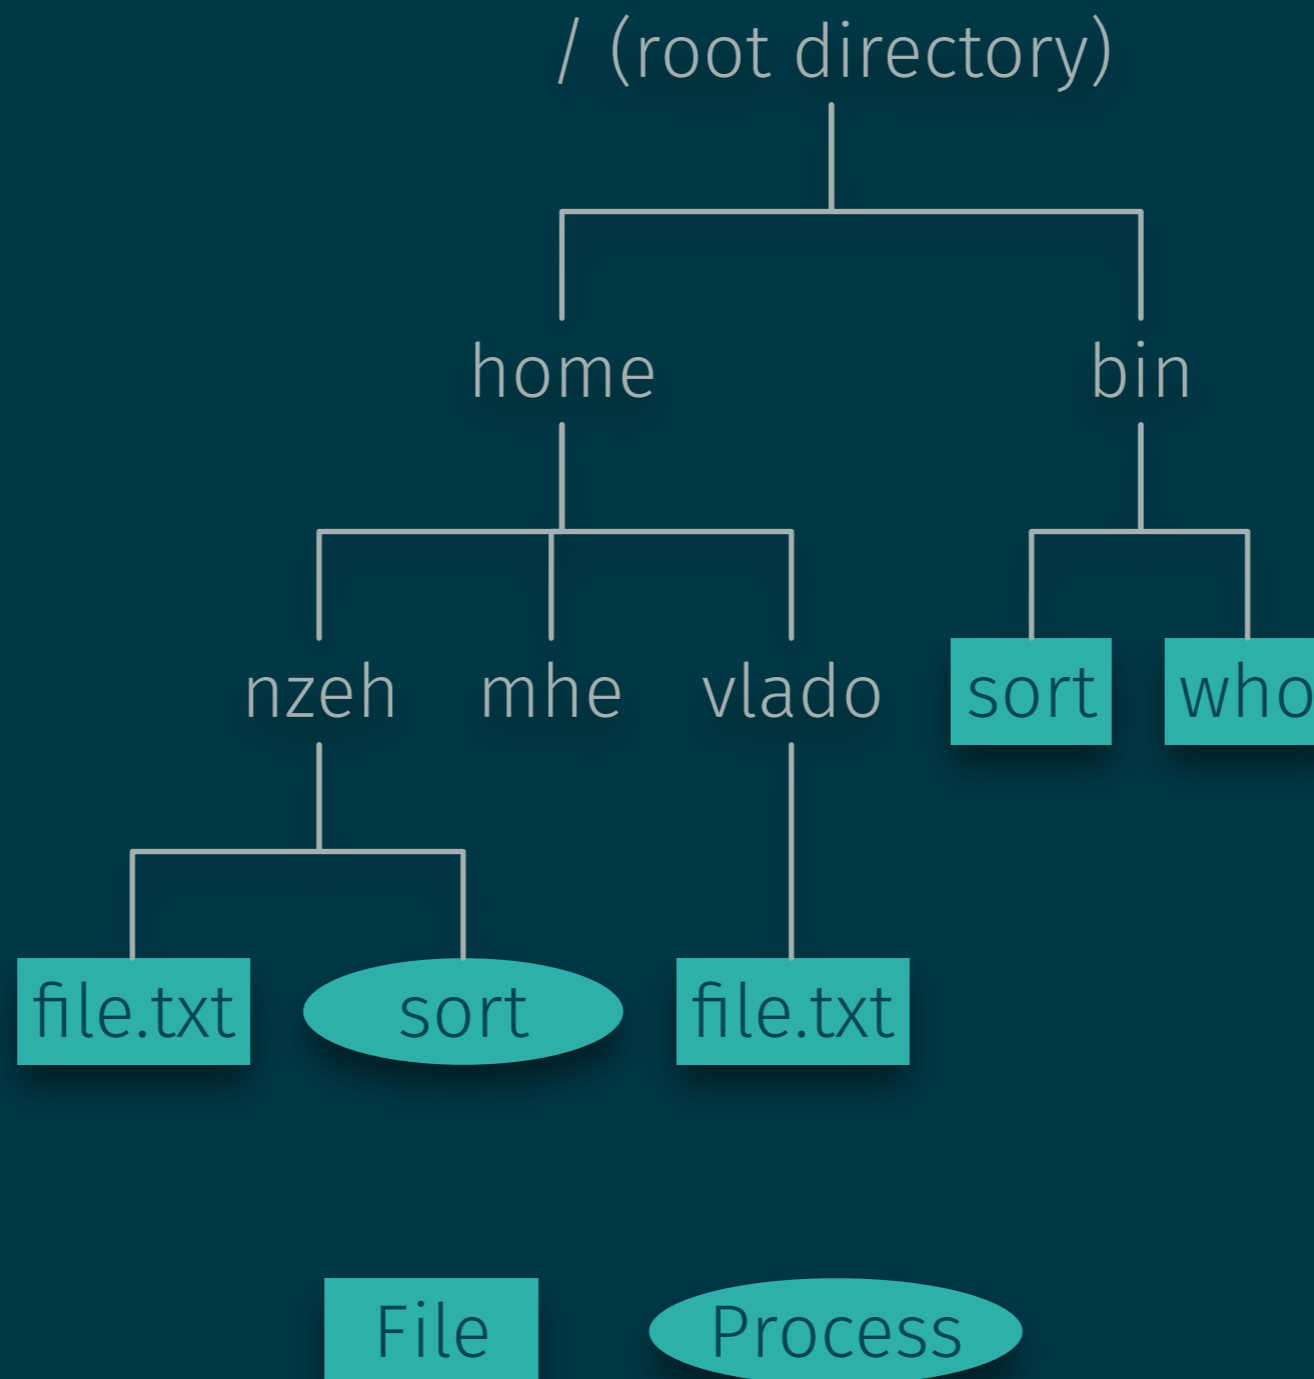 / (root directory)
home bin
nzeh mhe vlado sort who
file.txt sort file.txt
File Process